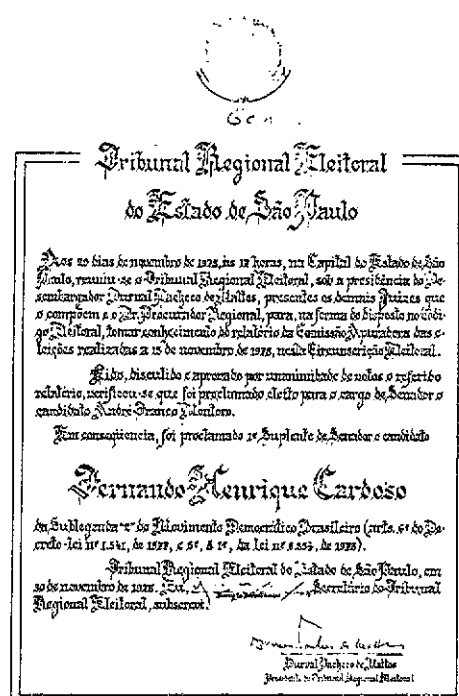 Tribunal Regional Eleitoral
do Estado de São Paulo
Aos 29 dias de novembro de 1978, às 12 horas, na Capital do Estado de São
Paulo, reuniu-se o Tribunal Regional Eleitoral, sob a presidência do De-
sembargador Durval Pacheco de Mattos, presentes os demais Juizes que
o compõem e o Dr. Procurador Regional, para, na forma do disposto no Códi-
go Eleitoral, tomar conhecimento do relatório da Comissão Apuradora das e-
leições realizadas a 15 de novembro de 1978, nesta Circunscrição Eleitoral.
Lido, discutido e aprovado por unanimidade de votos o referido
relatório, verificou-se que foi proclamado eleito para o cargo de Senador o
candidato André Franco Montoro.
Em conseqüencia, foi proclamado 1º Suplente de Senador o candidato
Fernando Henrique Cardoso
da Sublegenda "2" do Movimento Democrático Brasileiro (arts. 6º do De-
creto-lei nº 1.541, de 1977, e 5º, § 1º, da lei nº de 1978).
Tribunal Regional Eleitoral do Estado de São Paulo, em
30 de novembro de 1978. Eu, Secretário do Tribunal
Regional Eleitoral, subscrevi.
Durval Pacheco de Mattos
Presidente do Tribunal Regional Eleitoral